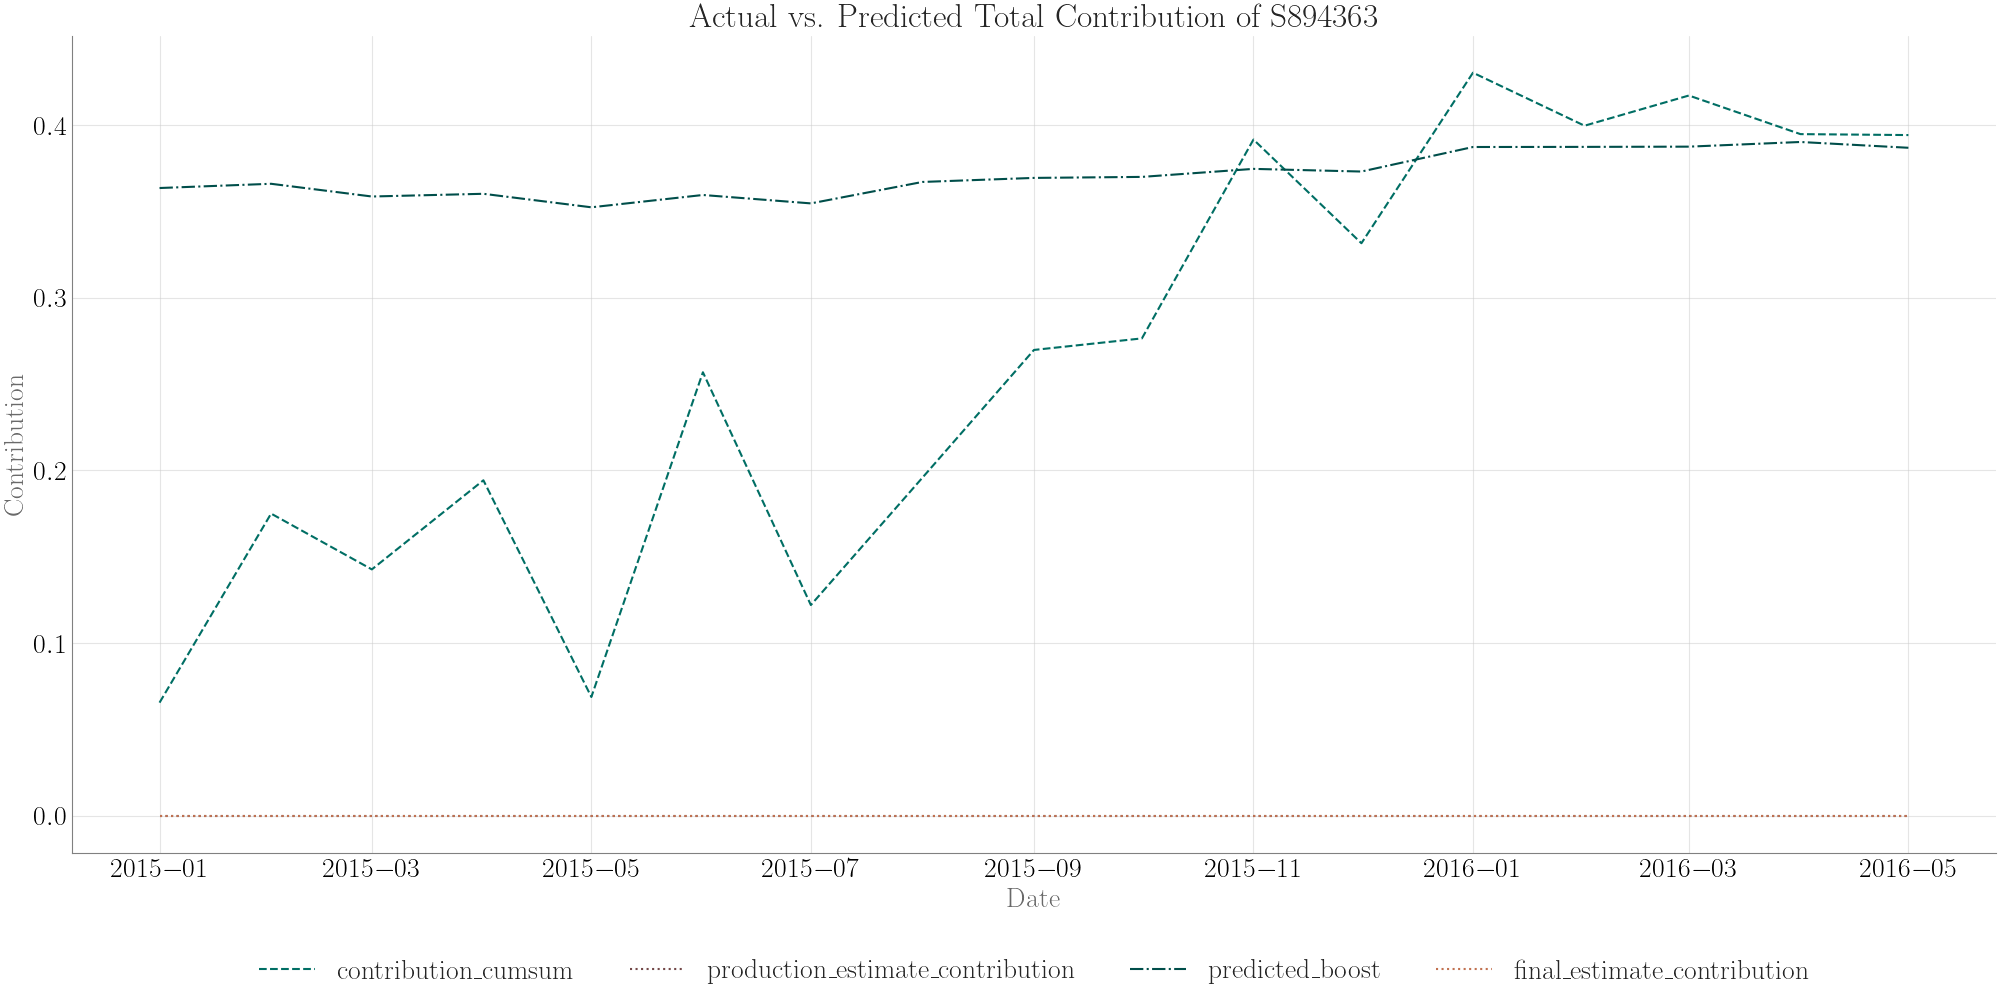 Actual vs. Predicted Total Contribution of S894363
Contribution
0.4
0.3
0.2
0.1
0.0
2015−01 2015−03 2015−05 2015−07 2015−09 2015−11 2016−01 2016−03 2016−05
Date
contribution_cumsum production_estimate_contribution predicted_boost final_estimate_contribution